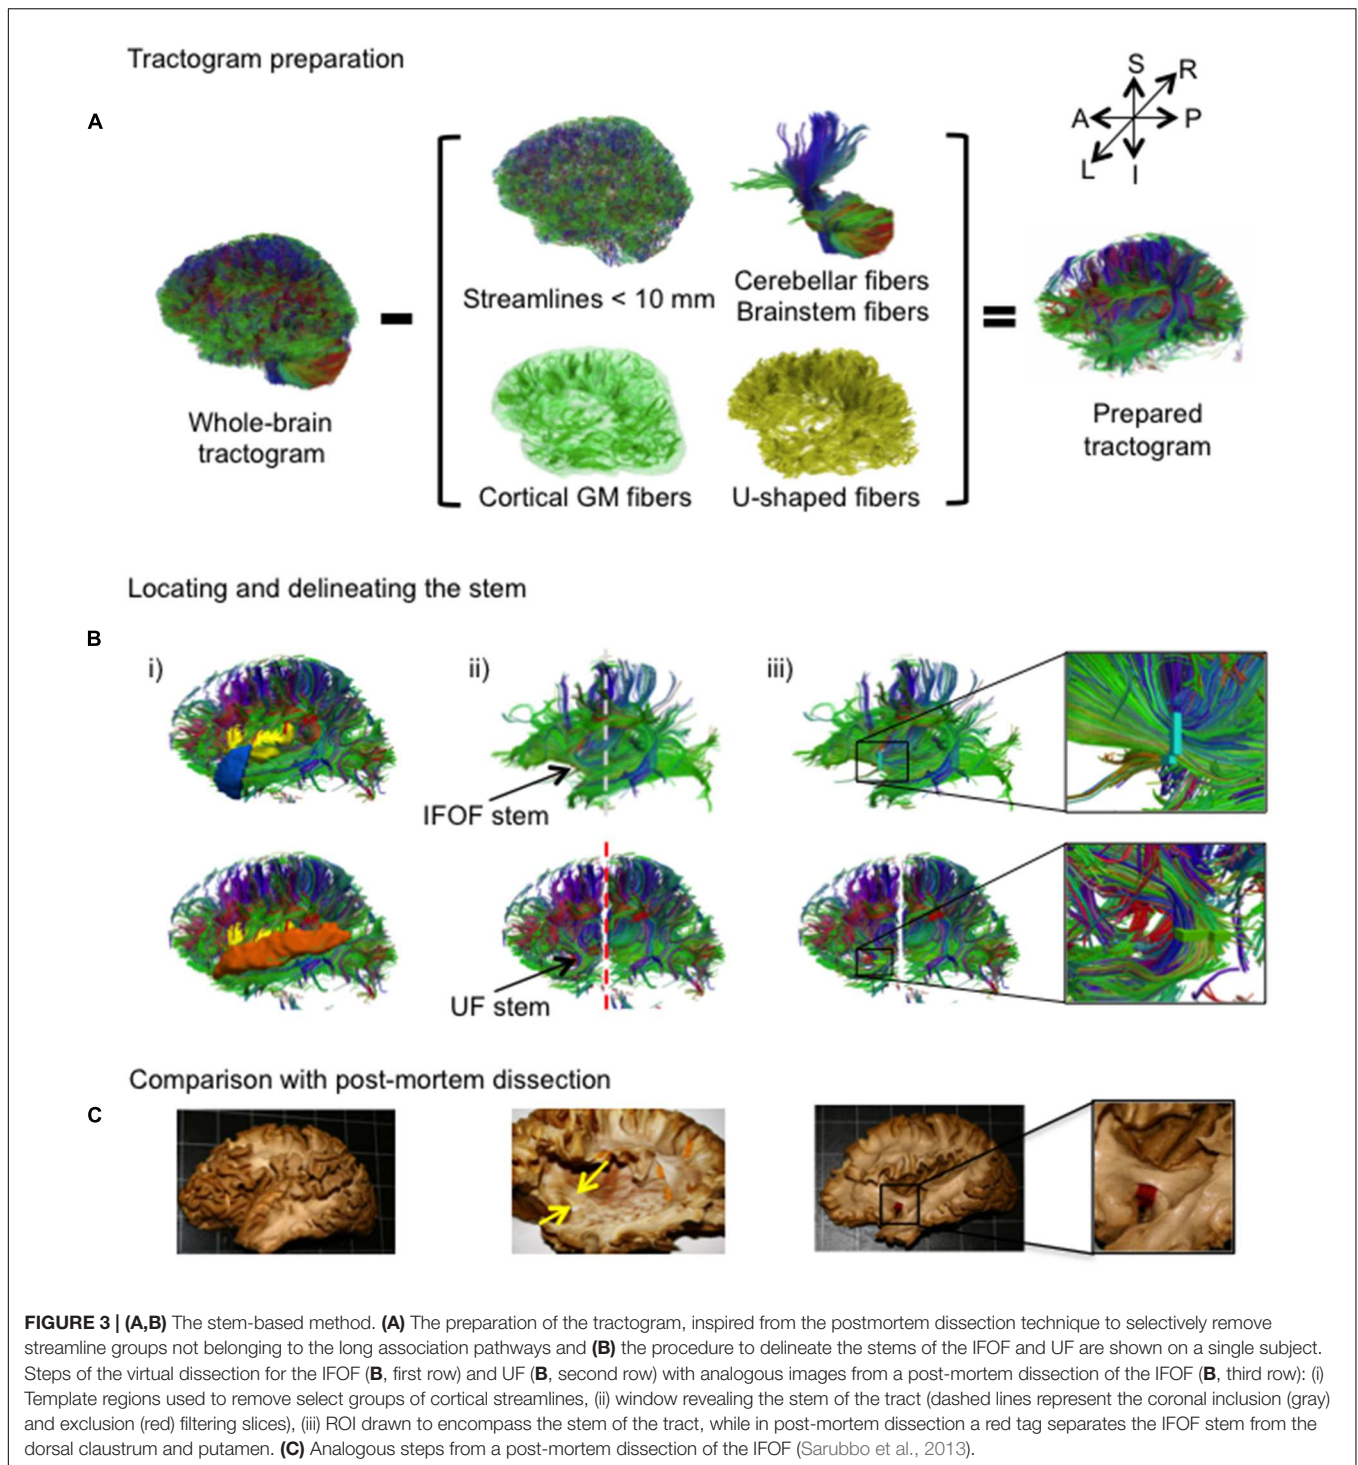 Tractogram preparation
A
S
R
A
P
L
I
Streamlines < 10 mm
Cerebellar fibers
Brainstem fibers
Whole-brain
tractogram
Prepared
tractogram
Cortical GM fibers
U-shaped fibers
Locating and delineating the stem
B
i)
ii)
iii)
IFOF stem
UF stem
Comparison with post-mortem dissection
C
FIGURE 3 | (A,B) The stem-based method. (A) The preparation of the tractogram, inspired from the postmortem dissection technique to selectively remove
streamline groups not belonging to the long association pathways and (B) the procedure to delineate the stems of the IFOF and UF are shown on a single subject.
Steps of the virtual dissection for the IFOF (B, first row) and UF (B, second row) with analogous images from a post-mortem dissection of the IFOF (B, third row): (i)
Template regions used to remove select groups of cortical streamlines, (ii) window revealing the stem of the tract (dashed lines represent the coronal inclusion (gray)
and exclusion (red) filtering slices), (iii) ROI drawn to encompass the stem of the tract, while in post-mortem dissection a red tag separates the IFOF stem from the
dorsal claustrum and putamen. (C) Analogous steps from a post-mortem dissection of the IFOF (Sarubbo et al., 2013).